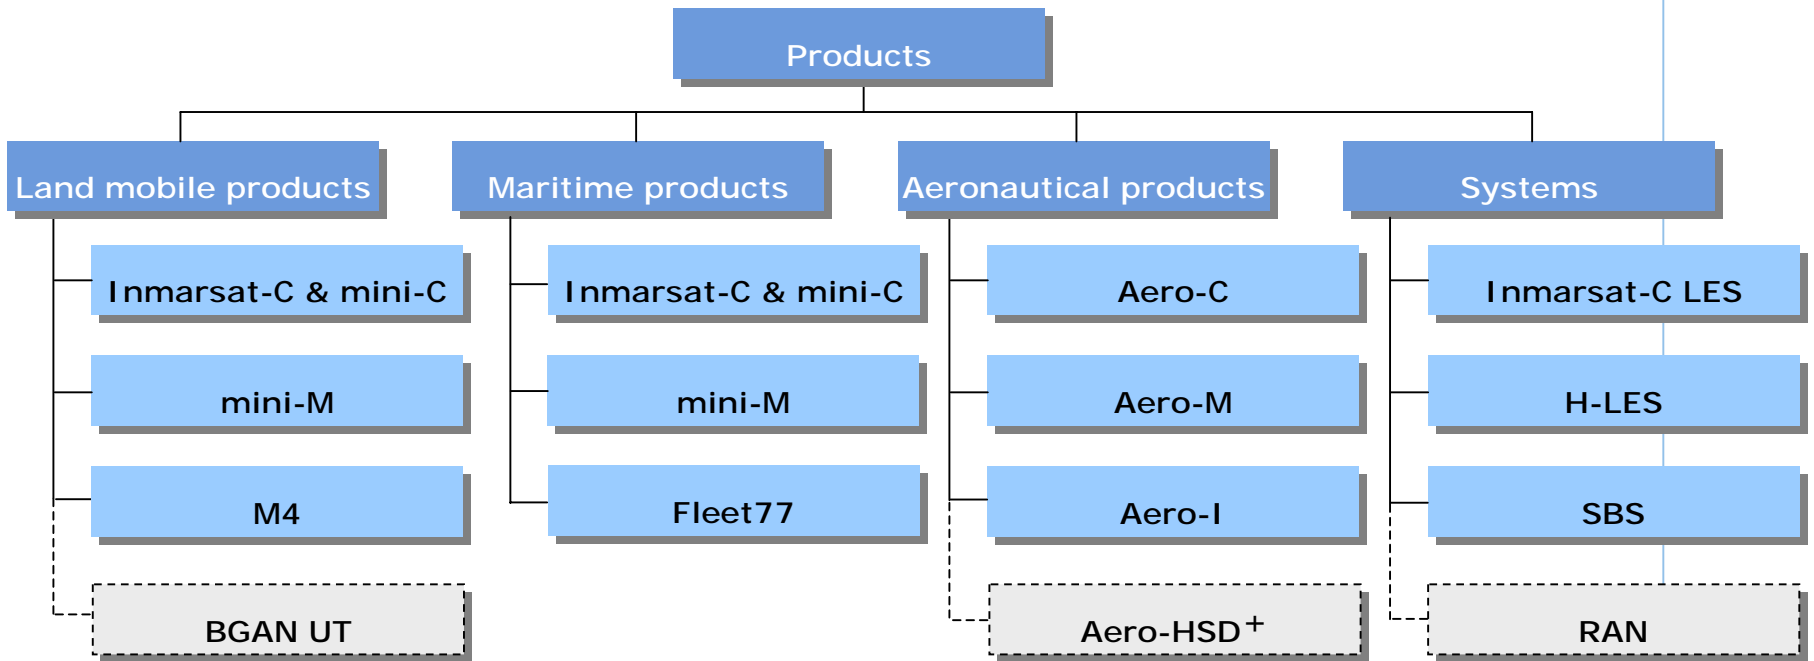 Products
Land mobile products
Maritime products
Aeronautical products
Systems
Inmarsat-C & mini-C
Inmarsat-C & mini-C
Aero-C
Inmarsat-C LES
mini-M
mini-M
Aero-M
H-LES
M4
Fleet77
Aero-I
SBS
BGAN UT
Aero-HSD+
RAN